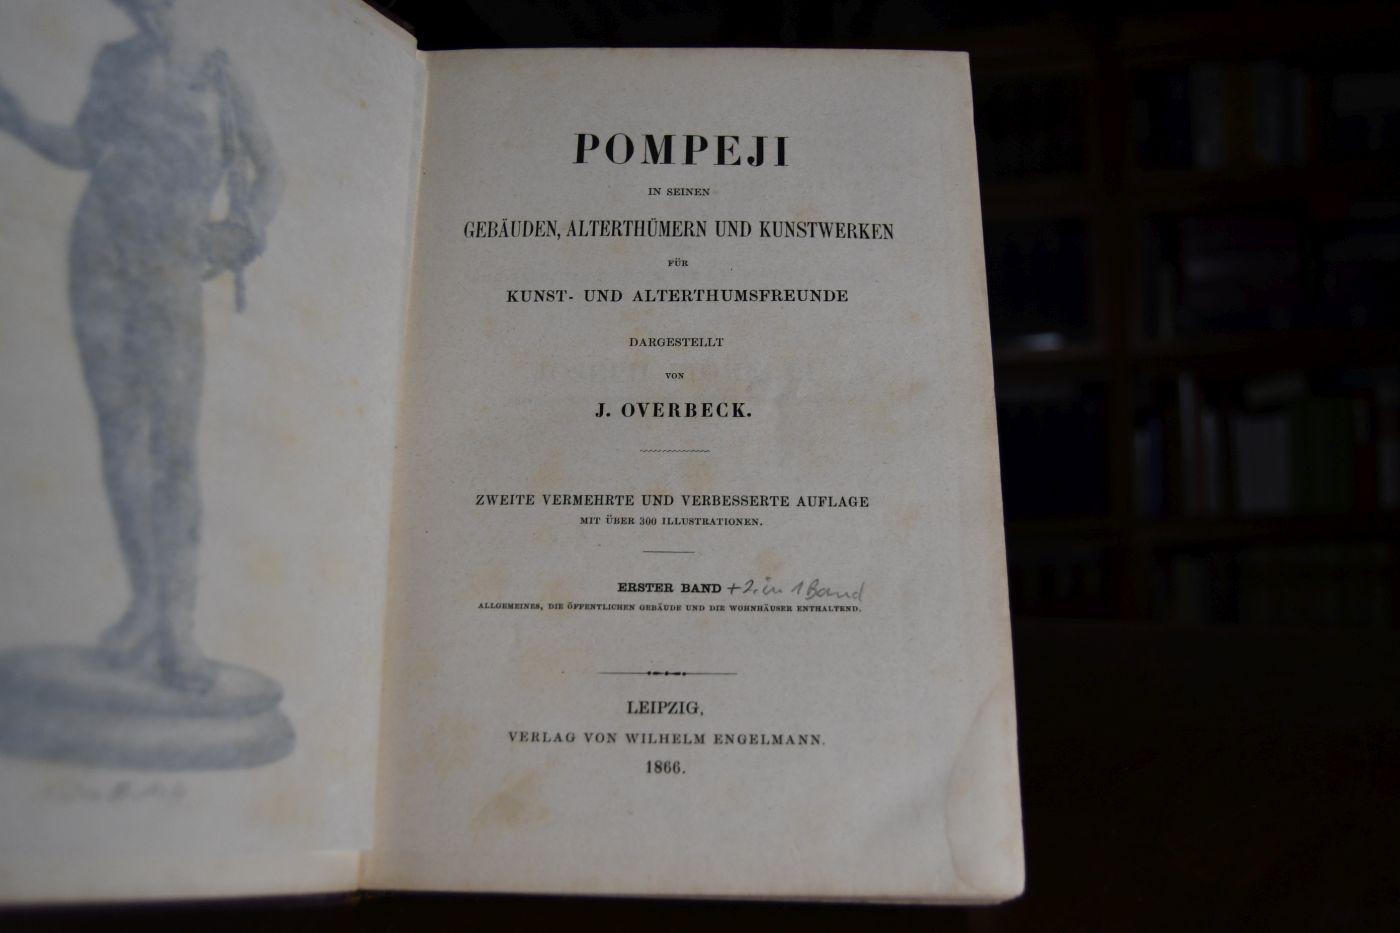 POMPEJI
IN SEINEN
GEBÄUDEN, ALTERTHÜMERN UND KUNSTWERKEN
FÜR
KUNST- UND ALTERTHUMSFREUNDE
DARGESTELLT
VON
J. OVERBECK.
ZWEITE VERMEHRTE UND VERBESSERTE AUFLAGE
MIT ÜBER 300 ILLUSTRATIONEN.
ERSTER BAND +2. in 1 Band
ALLGEMEINES, DIE ÖFFENTLICHEN GEBÄUDE UND DIE WOHNHÄUSER ENTHALTEND.
LEIPZIG,
VERLAG VON WILHELM ENGELMANN.
1866.